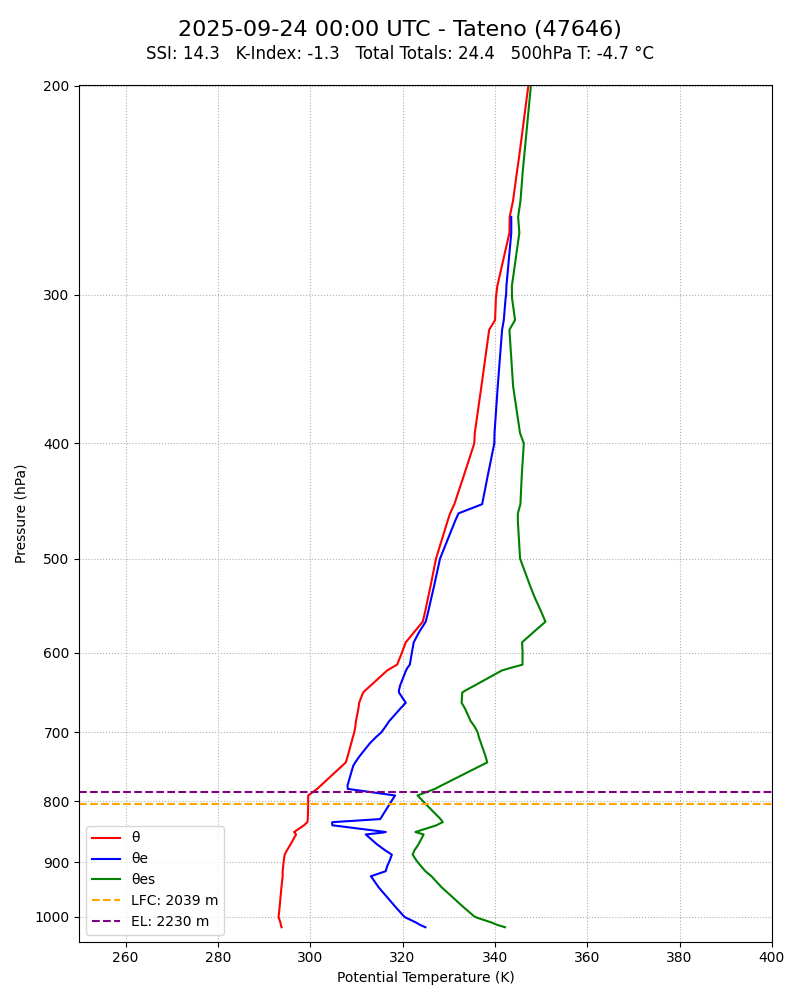 2025-09-24 00:00 UTC - Tateno (47646)
SSI: 14.3 K-Index: -1.3 Total Totals: 24.4 500hPa T: -4.7 °C
200
300
400
500
600
700
800
900
1000
Pressure (hPa)
θ
θe
θes
LFC: 2039 m
EL: 2230 m
260 280 300 320 340 360 380 400
Potential Temperature (K)